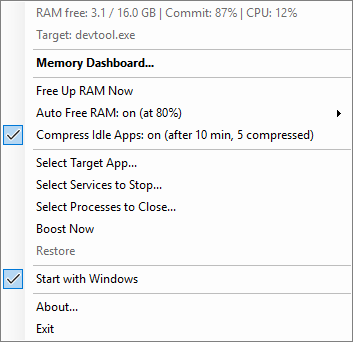 RAM free: 3.1 / 16.0 GB | Commit: 87% | CPU: 12%
Target: devtool.exe
Memory Dashboard...
Free Up RAM Now
Auto Free RAM: on (at 80%)
Compress Idle Apps: on (after 10 min, 5 compressed)
Select Target App...
Select Services to Stop...
Select Processes to Close...
Boost Now
Restore
Start with Windows
About...
Exit